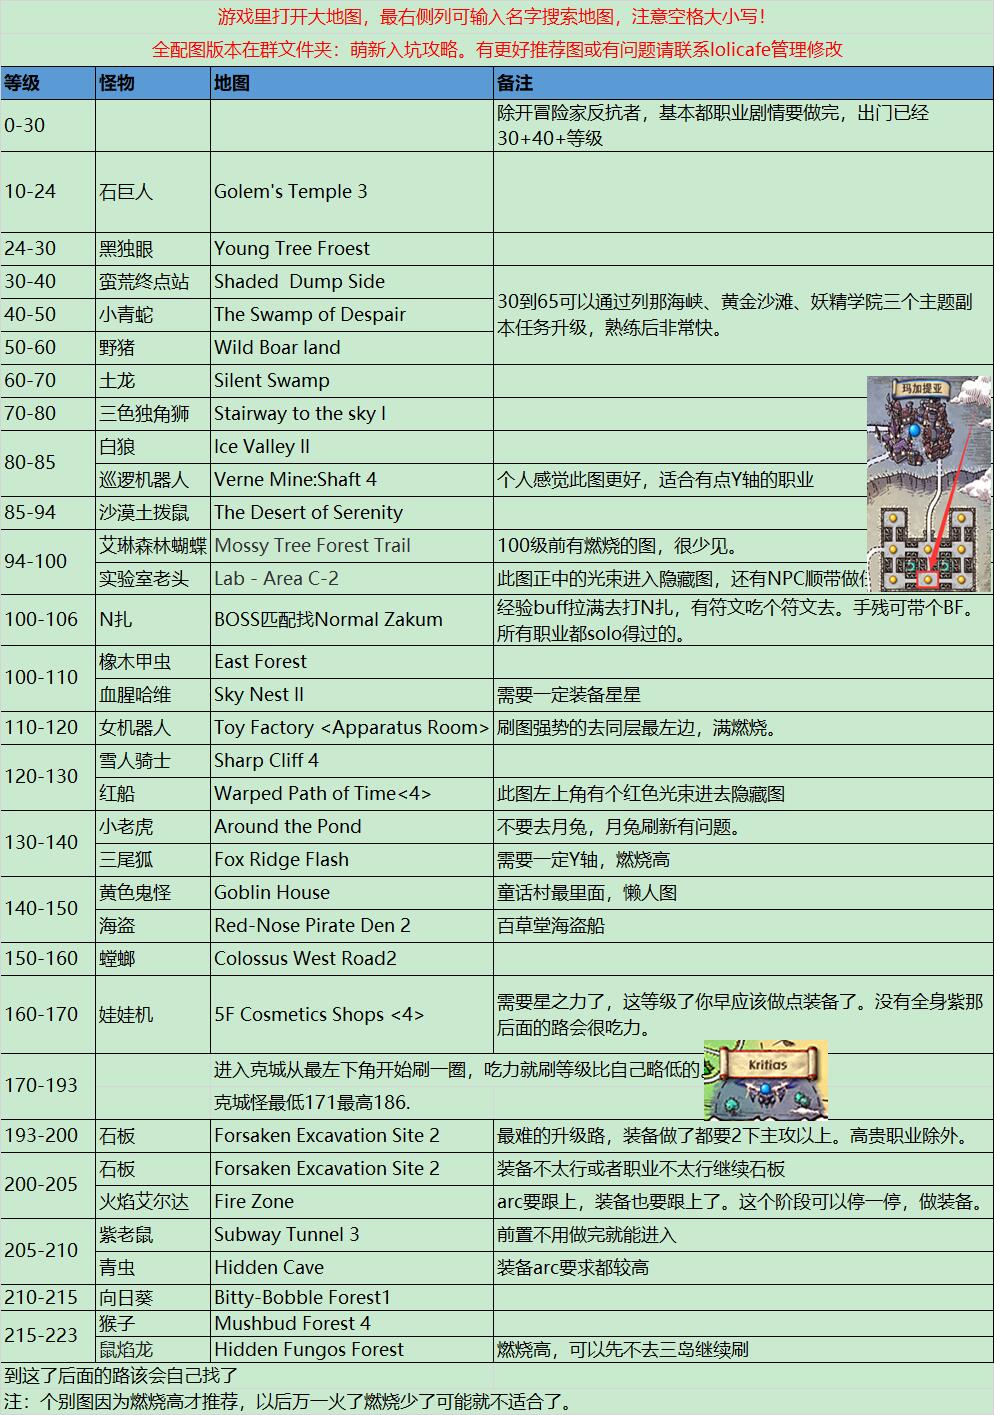 游戏里打开大地图，最右侧列可输入名字搜索地图，注意空格大小写！
全配图版本在群文件夹：萌新入坑攻略。有更好推荐图或有问题请联系lolicafe管理修改
等级 怪物 地图 备注
0-30 除开冒险家反抗者，基本都职业剧情要做完，出门已经
30+40+等级
10-24 石巨人 Golem's Temple 3
24-30 黑独眼 Young Tree Froest
30-40 蛮荒终点站 Shaded  Dump Side
40-50 小青蛇 The Swamp of Despair
30到65可以通过列那海峡、黄金沙滩、妖精学院三个主题副
本任务升级，熟练后非常快。
50-60 野猪 Wild Boar land
60-70 土龙 Silent Swamp
70-80 三色独角狮 Stairway to the sky I
玛加提亚
80-85 白狼 Ice Valley II
巡逻机器人 Verne Mine:Shaft 4 个人感觉此图更好，适合有点Y轴的职业
85-94 沙漠土拨鼠 The Desert of Serenity
94-100 艾琳森林蝴蝶 Mossy Tree Forest Trail 100级前有燃烧的图，很少见。
实验室老头 Lab - Area C-2 此图正中的光束进入隐藏图，还有NPC顺带做
100-106 N扎 BOSS匹配找Normal Zakum 经验buff拉满去打N扎，有符文吃个符文去。手残可带个BF。
所有职业都solo得过的。
100-110 橡木甲虫 East Forest
血腥哈维 Sky Nest II 需要一定装备星星
110-120 女机器人 Toy Factory <Apparatus Room> 刷图强势的去同层最左边，满燃烧。
120-130 雪人骑士 Sharp Cliff 4
红船 Warped Path of Time<4> 此图左上角有个红色光束进去隐藏图
130-140 小老虎 Around the Pond 不要去月兔，月兔刷新有问题。
三尾狐 Fox Ridge Flash 需要一定Y轴，燃烧高
140-150 黄色鬼怪 Goblin House 童话村最里面，懒人图
海盗 Red-Nose Pirate Den 2 百草堂海盗船
150-160 螳螂 Colossus West Road2
160-170 娃娃机 5F Cosmetics Shops <4> 需要星之力了，这等级了你早应该做点装备了。没有全身紫那
后面的路会很吃力。
170-193 进入克城从最左下角开始刷一圈，吃力就刷等级比自己略低的。
Kritias
克城怪最低171最高186.
193-200 石板 Forsaken Excavation Site 2 最难的升级路，装备做了都要2下主攻以上。高贵职业除外。
200-205 石板 Forsaken Excavation Site 2 装备不太行或者职业不太行继续石板
火焰艾尔达 Fire Zone arc要跟上，装备也要跟上了。这个阶段可以停一停，做装备。
205-210 紫老鼠 Subway Tunnel 3 前置不用做完就能进入
青虫 Hidden Cave 装备arc要求都较高
210-215 向日葵 Bitty-Bobble Forest1
215-223 猴子 Mushbud Forest 4
鼠焰龙 Hidden Fungos Forest 燃烧高，可以先不去三岛继续刷
到这了后面的路该会自己找了
注：个别图因为燃烧高才推荐，以后万一火了燃烧少了可能就不适合了。